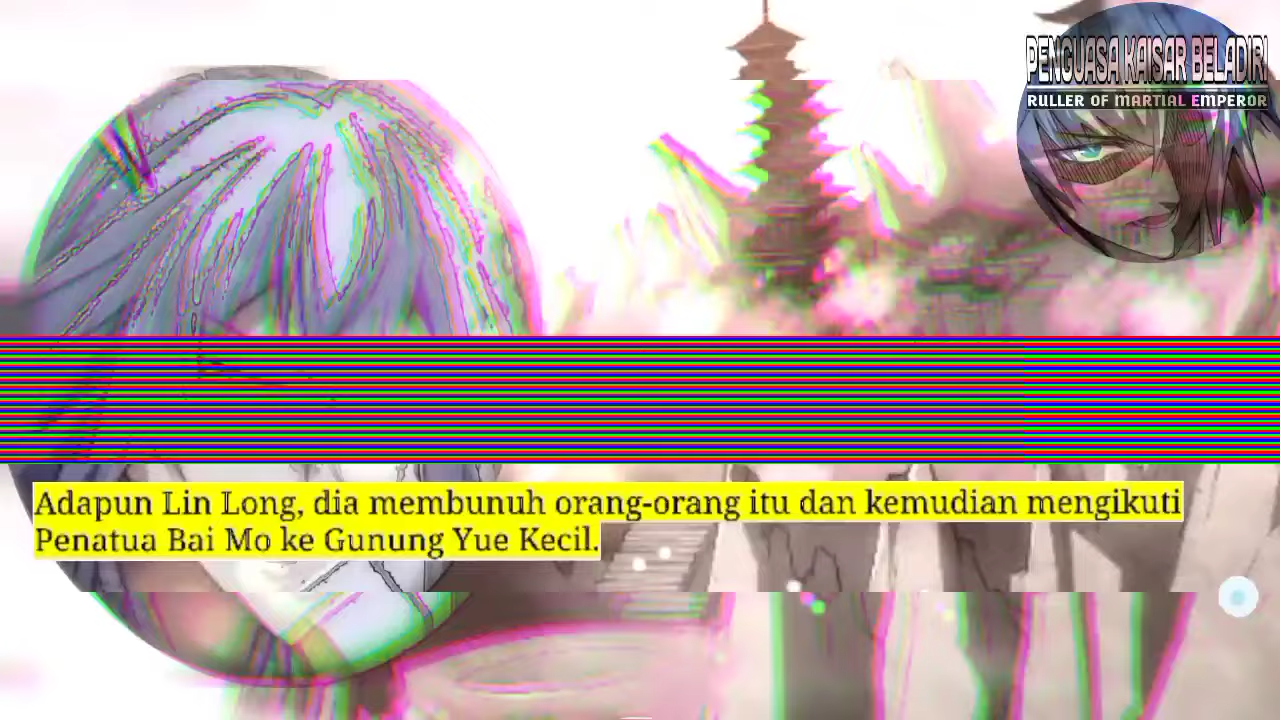 PENGUASA KAISAR BELADIRI
RULLER OF MARTIAL EMPEROR
Adapun Lin Long, dia membunuh orang-orang itu dan kemudian mengikuti
Penatua Bai Mo ke Gunung Yue Kecil.